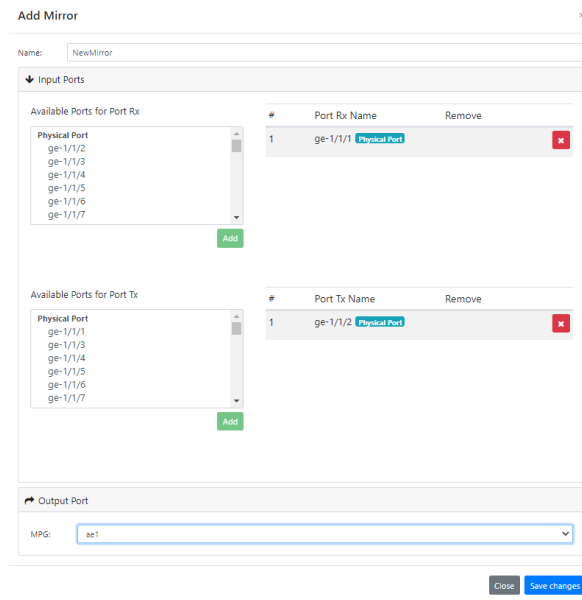 Add Mirror
Name: NewMirror
Input Ports
Available Ports for Port Rx
Physical Port
ge-1/1/2
ge-1/1/3
ge-1/1/4
ge-1/1/5
ge-1/1/6
ge-1/1/7
Add
# Port Rx Name Remove
1 ge-1/1/1 Physical Port
Available Ports for Port Tx
Physical Port
ge-1/1/1
ge-1/1/3
ge-1/1/4
ge-1/1/5
ge-1/1/6
ge-1/1/7
Add
# Port Tx Name Remove
1 ge-1/1/2 Physical Port
Output Port
MPG: ae1
Close Save changes